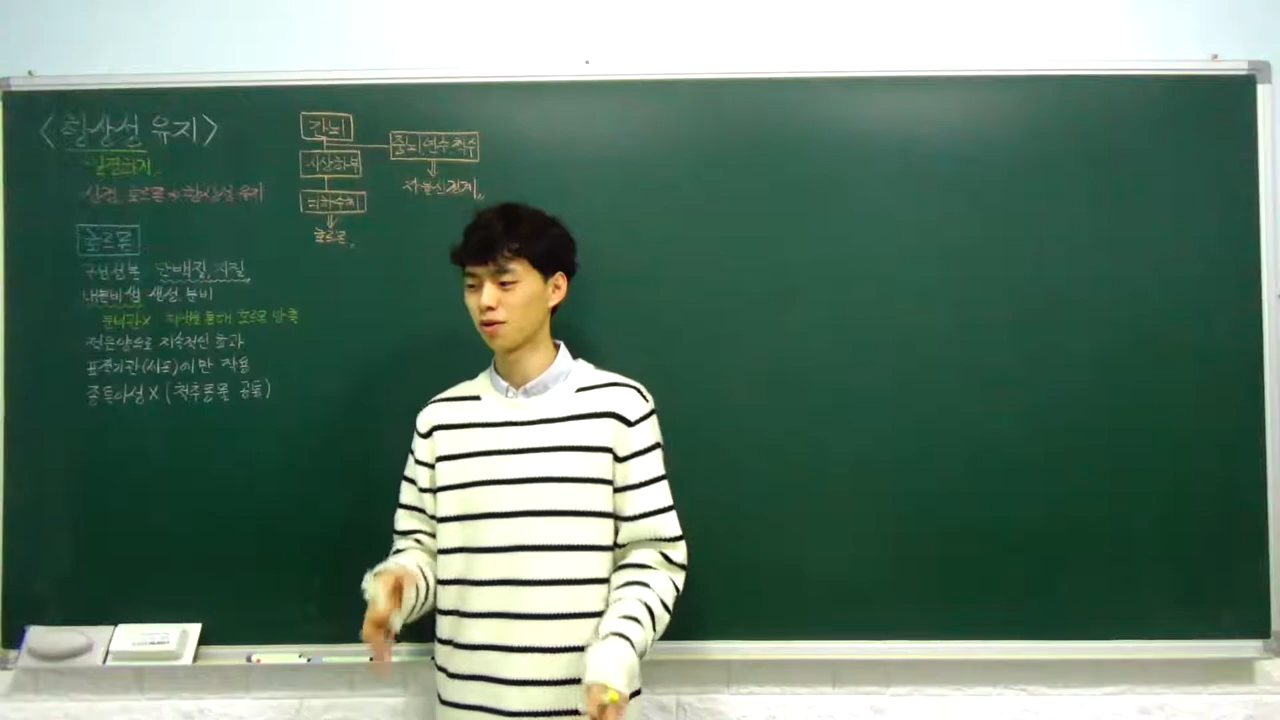 <항상성 유지>
일정하게
신경, 호르몬 → 항상성 유지
호르몬
구성성분 단백질, 지질
내분비샘 생성, 분비
분비관X 혈액을 통해 호르몬 방출
적은양으로 지속적인 효과
표적기관(세포)에만 작용
종특이성X (척추동물 공통)
간뇌
시상하부
뇌하수체
호르몬
중뇌, 연수, 척수
자율신경계